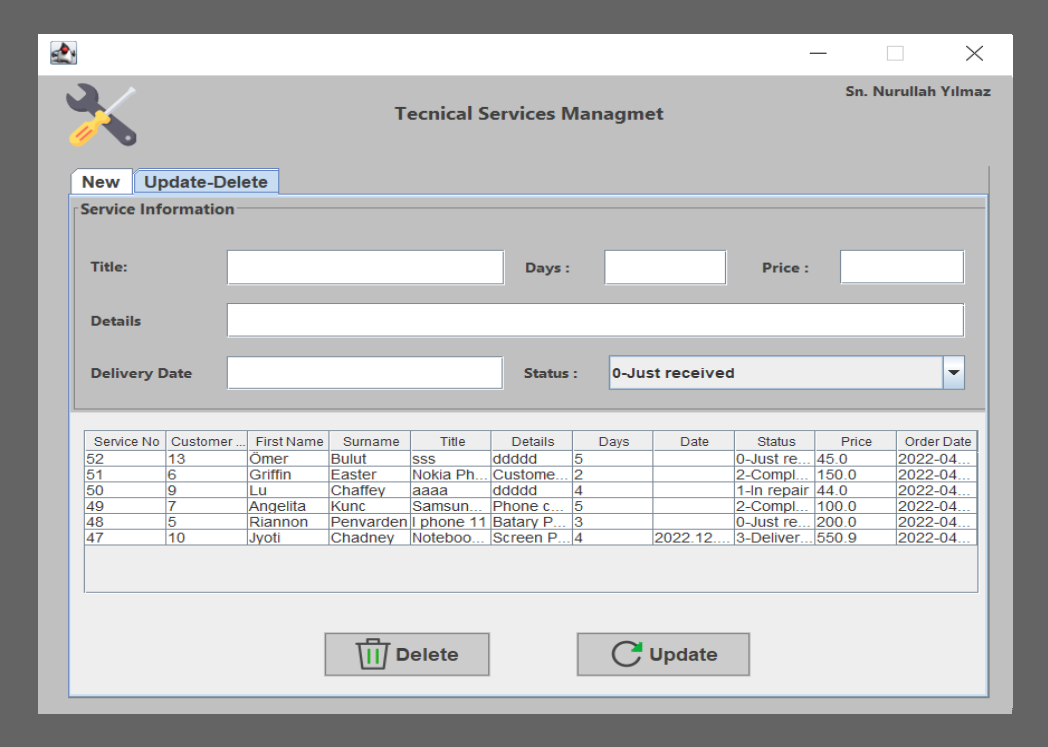 Sn. Nurullah Yılmaz
Tecnical Services Managmet
New Update-Delete
Service Information
Title: Days : Price :
Details
Delivery Date Status : 0-Just received
Service No Customer ... First Name Surname Title Details Days Date Status Price Order Date
52 13 Ömer Bulut sss ddddd 5 0-Just re... 45.0 2022-04...
51 6 Griffin Easter Nokia Ph... Custome... 2 2-Compl... 150.0 2022-04...
50 9 Lu Chaffey aaaa ddddd 4 1-In repair 44.0 2022-04...
49 7 Angelita Kunc Samsun... Phone c... 5 2-Compl... 100.0 2022-04...
48 5 Riannon Penvarden I phone 11 Batary P... 3 0-Just re... 200.0 2022-04...
47 10 Jyoti Chadney Noteboo... Screen P... 4 2022.12.... 3-Deliver... 550.9 2022-04...
Delete Update